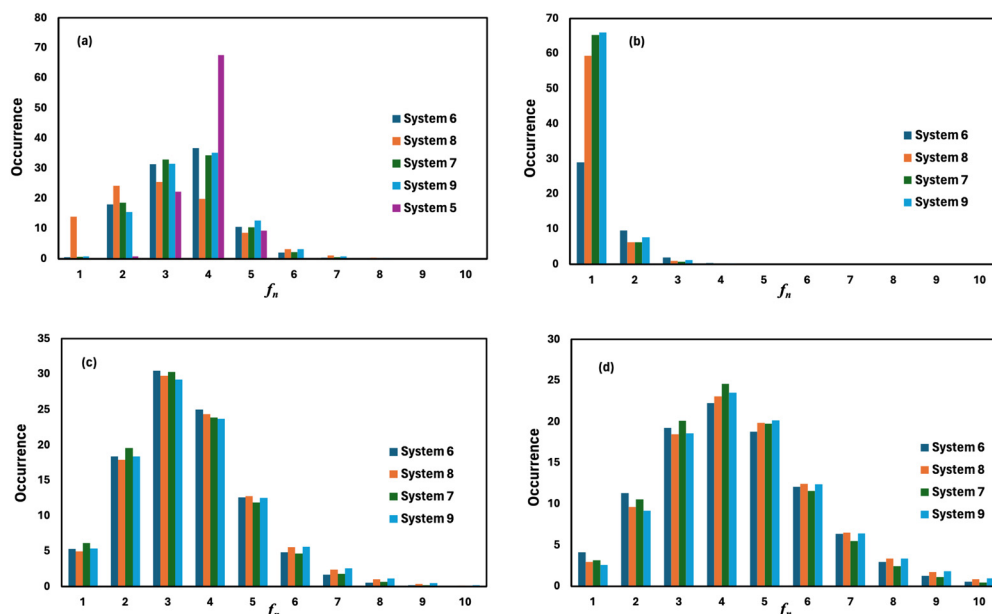 (a)
Occurrence
80
70
60
50
40
30
20
10
0
1 2 3 4 5 6 7 8 9 10
fn
System 6
System 8
System 7
System 9
System 5
(b)
Occurrence
70
60
50
40
30
20
10
0
1 2 3 4 5 6 7 8 9 10
fn
System 6
System 8
System 7
System 9
(c)
Occurrence
35
30
25
20
15
10
5
0
1 2 3 4 5 6 7 8 9 10
fn
System 6
System 8
System 7
System 9
(d)
Occurrence
30
25
20
15
10
5
0
1 2 3 4 5 6 7 8 9 10
fn
System 6
System 8
System 7
System 9